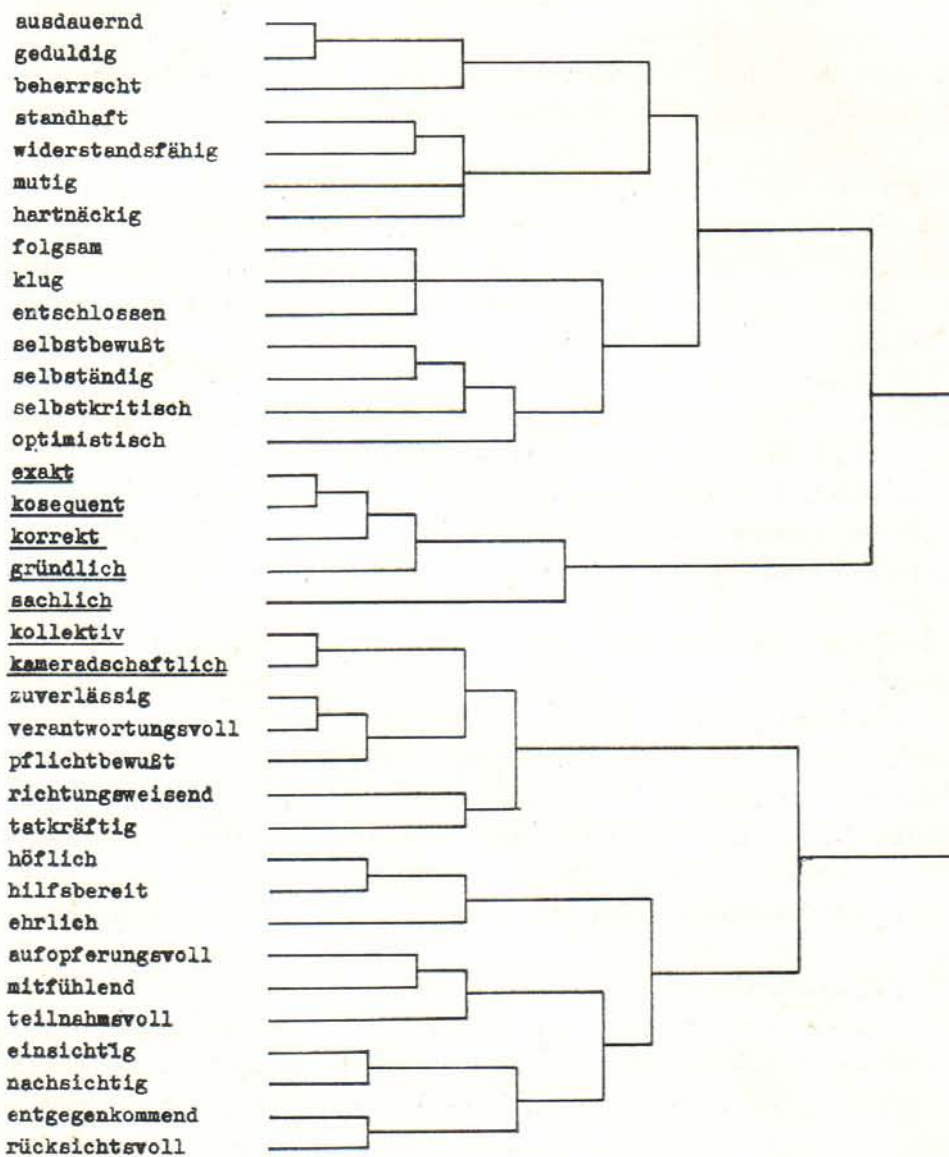 ausdauernd
geduldig
beherrscht
standhaft
widerstandsfähig
mutig
hartnäckig
folgsam
klug
entschlossen
selbstbewußt
selbständig
selbstkritisch
optimistisch
exakt
kosequent
korrekt
gründlich
sachlich
kollektiv
kameradschaftlich
zuverlässig
verantwortungsvoll
pflichtbewußt
richtungsweisend
tatkräftig
höflich
hilfsbereit
ehrlich
aufopferungsvoll
mitfühlend
teilnahmsvoll
einsichtig
nachsichtig
entgegenkommend
rücksichtsvoll